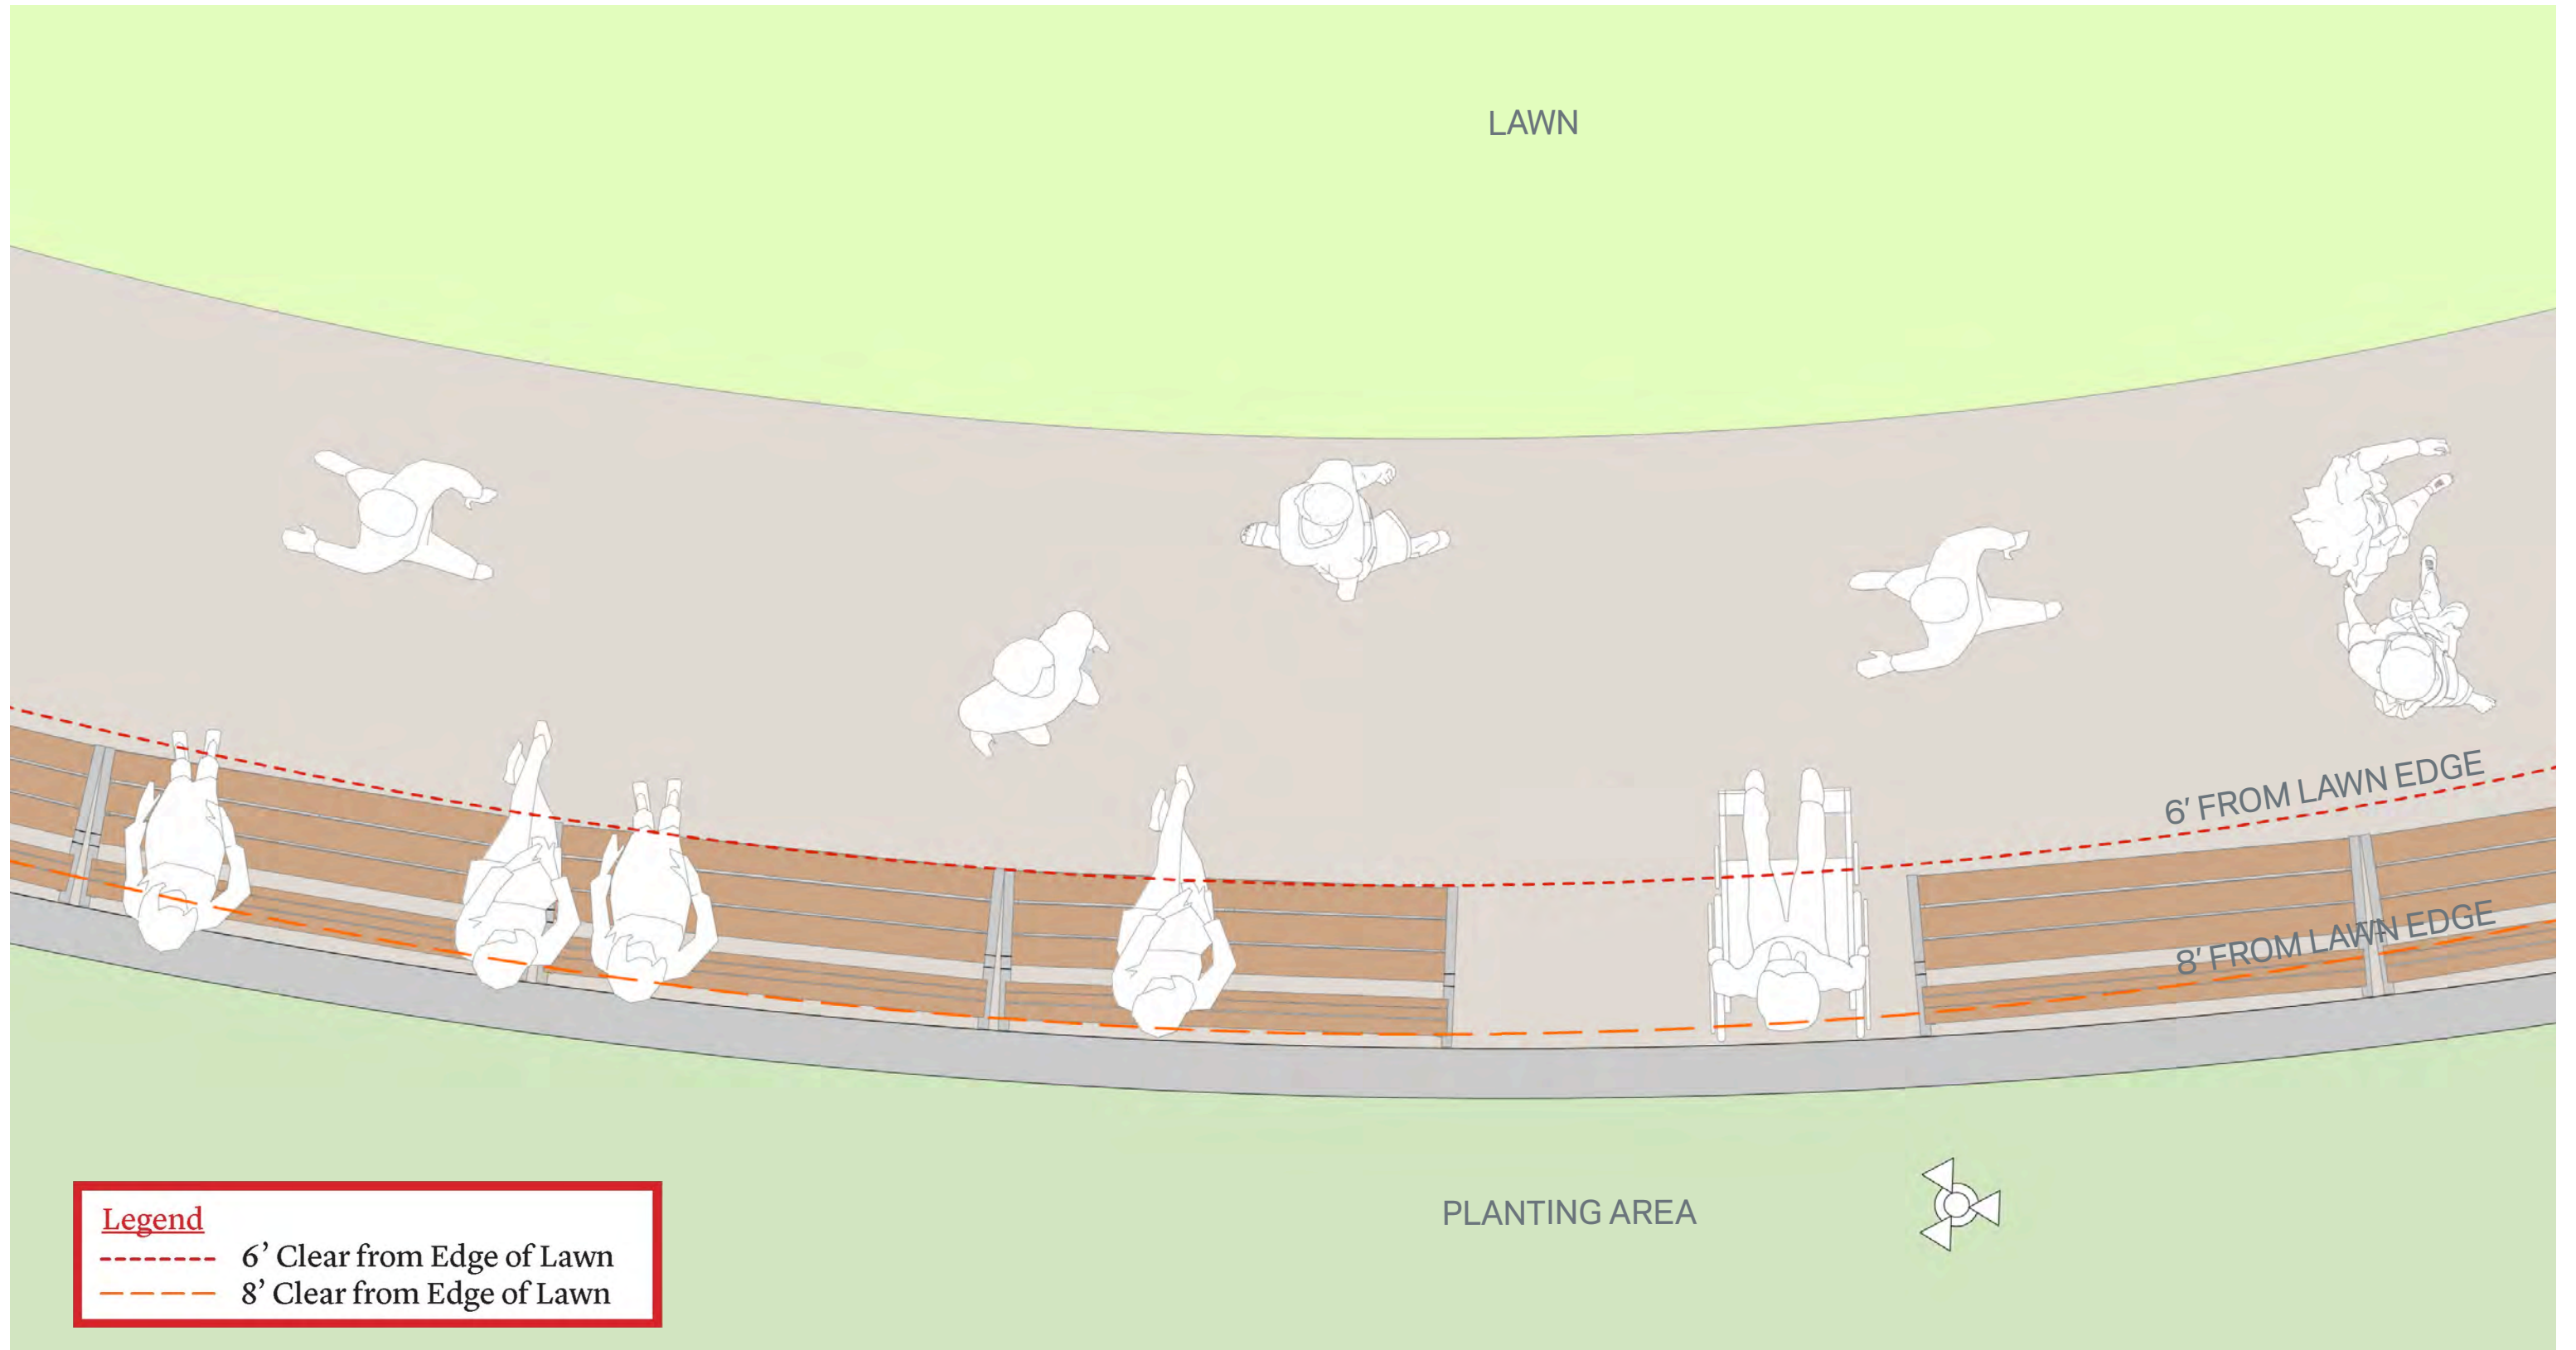 LAWN
6’ FROM LAWN EDGE
8’ FROM LAWN EDGE
PLANTING AREA
Legend
6’ Clear from Edge of Lawn
8’ Clear from Edge of Lawn